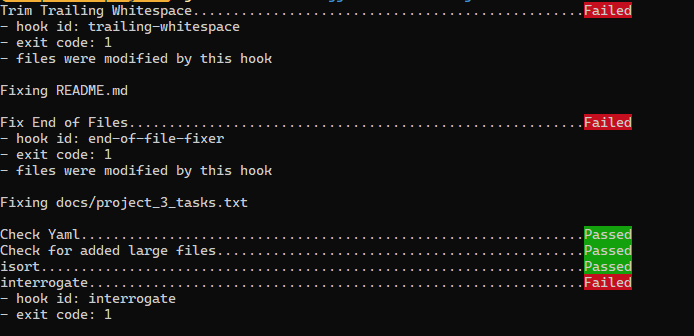 Trim Trailing Whitespace.................................................Failed
- hook id: trailing-whitespace
- exit code: 1
- files were modified by this hook
Fixing README.md
Fix End of Files.........................................................Failed
- hook id: end-of-file-fixer
- exit code: 1
- files were modified by this hook
Fixing docs/project_3_tasks.txt
Check Yaml...............................................................Passed
Check for added large files..............................................Passed
isort....................................................................Passed
interrogate..............................................................Failed
- hook id: interrogate
- exit code: 1